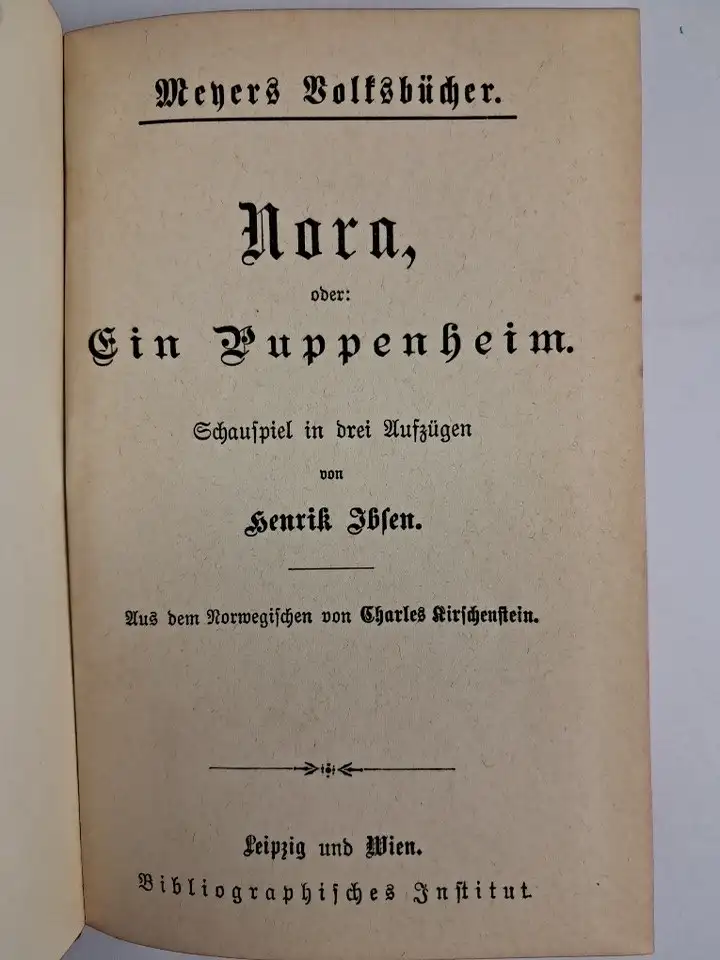 Meyers Volksbücher.
Nora,
oder:
Ein Puppenheim.
Schauſpiel in drei Aufzügen
von
Henrik Ibſen.
Aus dem Norwegiſchen von Charles Kirſchenſtein.
Leipzig und Wien.
Bibliographiſches Inſtitut